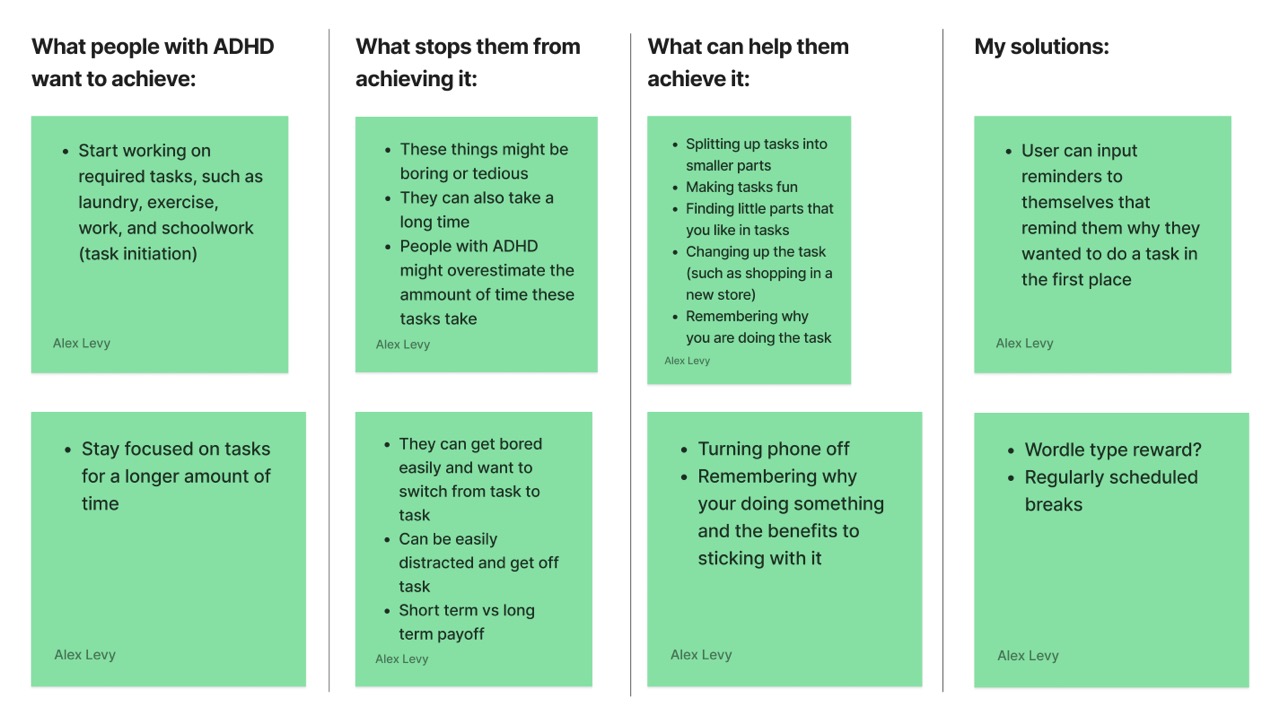 What people with ADHD
want to achieve:
What stops them from
achieving it:
What can help them
achieve it:
My solutions:
• Start working on
required tasks, such as
laundry, exercise,
work, and schoolwork
(task initiation)
Alex Levy
• These things might be
boring or tedious
• They can also take a
long time
• People with ADHD
might overestimate the
ammount of time these
tasks take
Alex Levy
• Splitting up tasks into
smaller parts
• Making tasks fun
• Finding little parts that
you like in tasks
• Changing up the task
(such as shopping in a
new store)
• Remembering why
you are doing the task
Alex Levy
• User can input
reminders to
themselves that
remind them why they
wanted to do a task in
the first place
Alex Levy
• Stay focused on tasks
for a longer amount of
time
Alex Levy
• They can get bored
easily and want to
switch from task to
task
• Can be easily
distracted and get off
task
• Short term vs long
term payoff
Alex Levy
• Turning phone off
• Remembering why
your doing something
and the benefits to
sticking with it
Alex Levy
• Wordle type reward?
• Regularly scheduled
breaks
Alex Levy